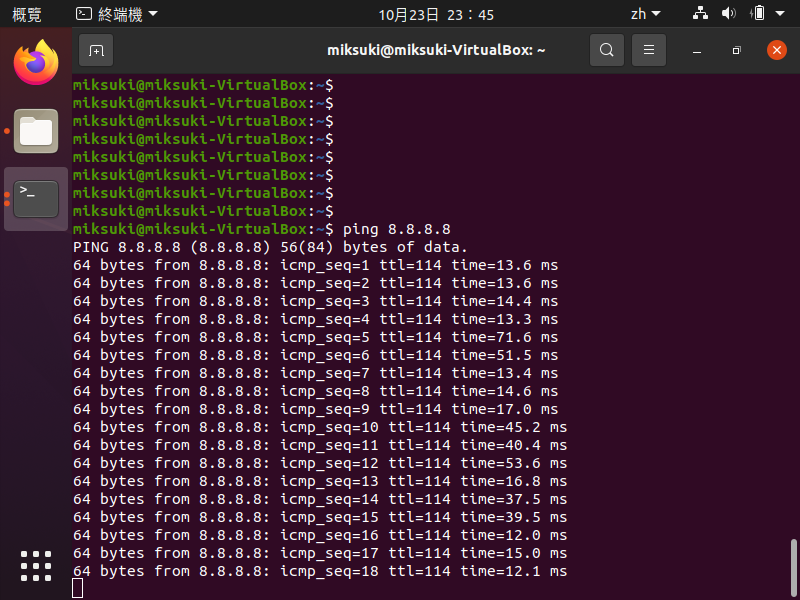 概覽 終端機 10月23日 23：45 zh
miksuki@miksuki-VirtualBox: ~
miksuki@miksuki-VirtualBox:~$
miksuki@miksuki-VirtualBox:~$
miksuki@miksuki-VirtualBox:~$
miksuki@miksuki-VirtualBox:~$
miksuki@miksuki-VirtualBox:~$
miksuki@miksuki-VirtualBox:~$
miksuki@miksuki-VirtualBox:~$
miksuki@miksuki-VirtualBox:~$
miksuki@miksuki-VirtualBox:~$ ping 8.8.8.8
PING 8.8.8.8 (8.8.8.8) 56(84) bytes of data.
64 bytes from 8.8.8.8: icmp_seq=1 ttl=114 time=13.6 ms
64 bytes from 8.8.8.8: icmp_seq=2 ttl=114 time=13.6 ms
64 bytes from 8.8.8.8: icmp_seq=3 ttl=114 time=14.4 ms
64 bytes from 8.8.8.8: icmp_seq=4 ttl=114 time=13.3 ms
64 bytes from 8.8.8.8: icmp_seq=5 ttl=114 time=71.6 ms
64 bytes from 8.8.8.8: icmp_seq=6 ttl=114 time=51.5 ms
64 bytes from 8.8.8.8: icmp_seq=7 ttl=114 time=13.4 ms
64 bytes from 8.8.8.8: icmp_seq=8 ttl=114 time=14.6 ms
64 bytes from 8.8.8.8: icmp_seq=9 ttl=114 time=17.0 ms
64 bytes from 8.8.8.8: icmp_seq=10 ttl=114 time=45.2 ms
64 bytes from 8.8.8.8: icmp_seq=11 ttl=114 time=40.4 ms
64 bytes from 8.8.8.8: icmp_seq=12 ttl=114 time=53.6 ms
64 bytes from 8.8.8.8: icmp_seq=13 ttl=114 time=16.8 ms
64 bytes from 8.8.8.8: icmp_seq=14 ttl=114 time=37.5 ms
64 bytes from 8.8.8.8: icmp_seq=15 ttl=114 time=39.5 ms
64 bytes from 8.8.8.8: icmp_seq=16 ttl=114 time=12.0 ms
64 bytes from 8.8.8.8: icmp_seq=17 ttl=114 time=15.0 ms
64 bytes from 8.8.8.8: icmp_seq=18 ttl=114 time=12.1 ms